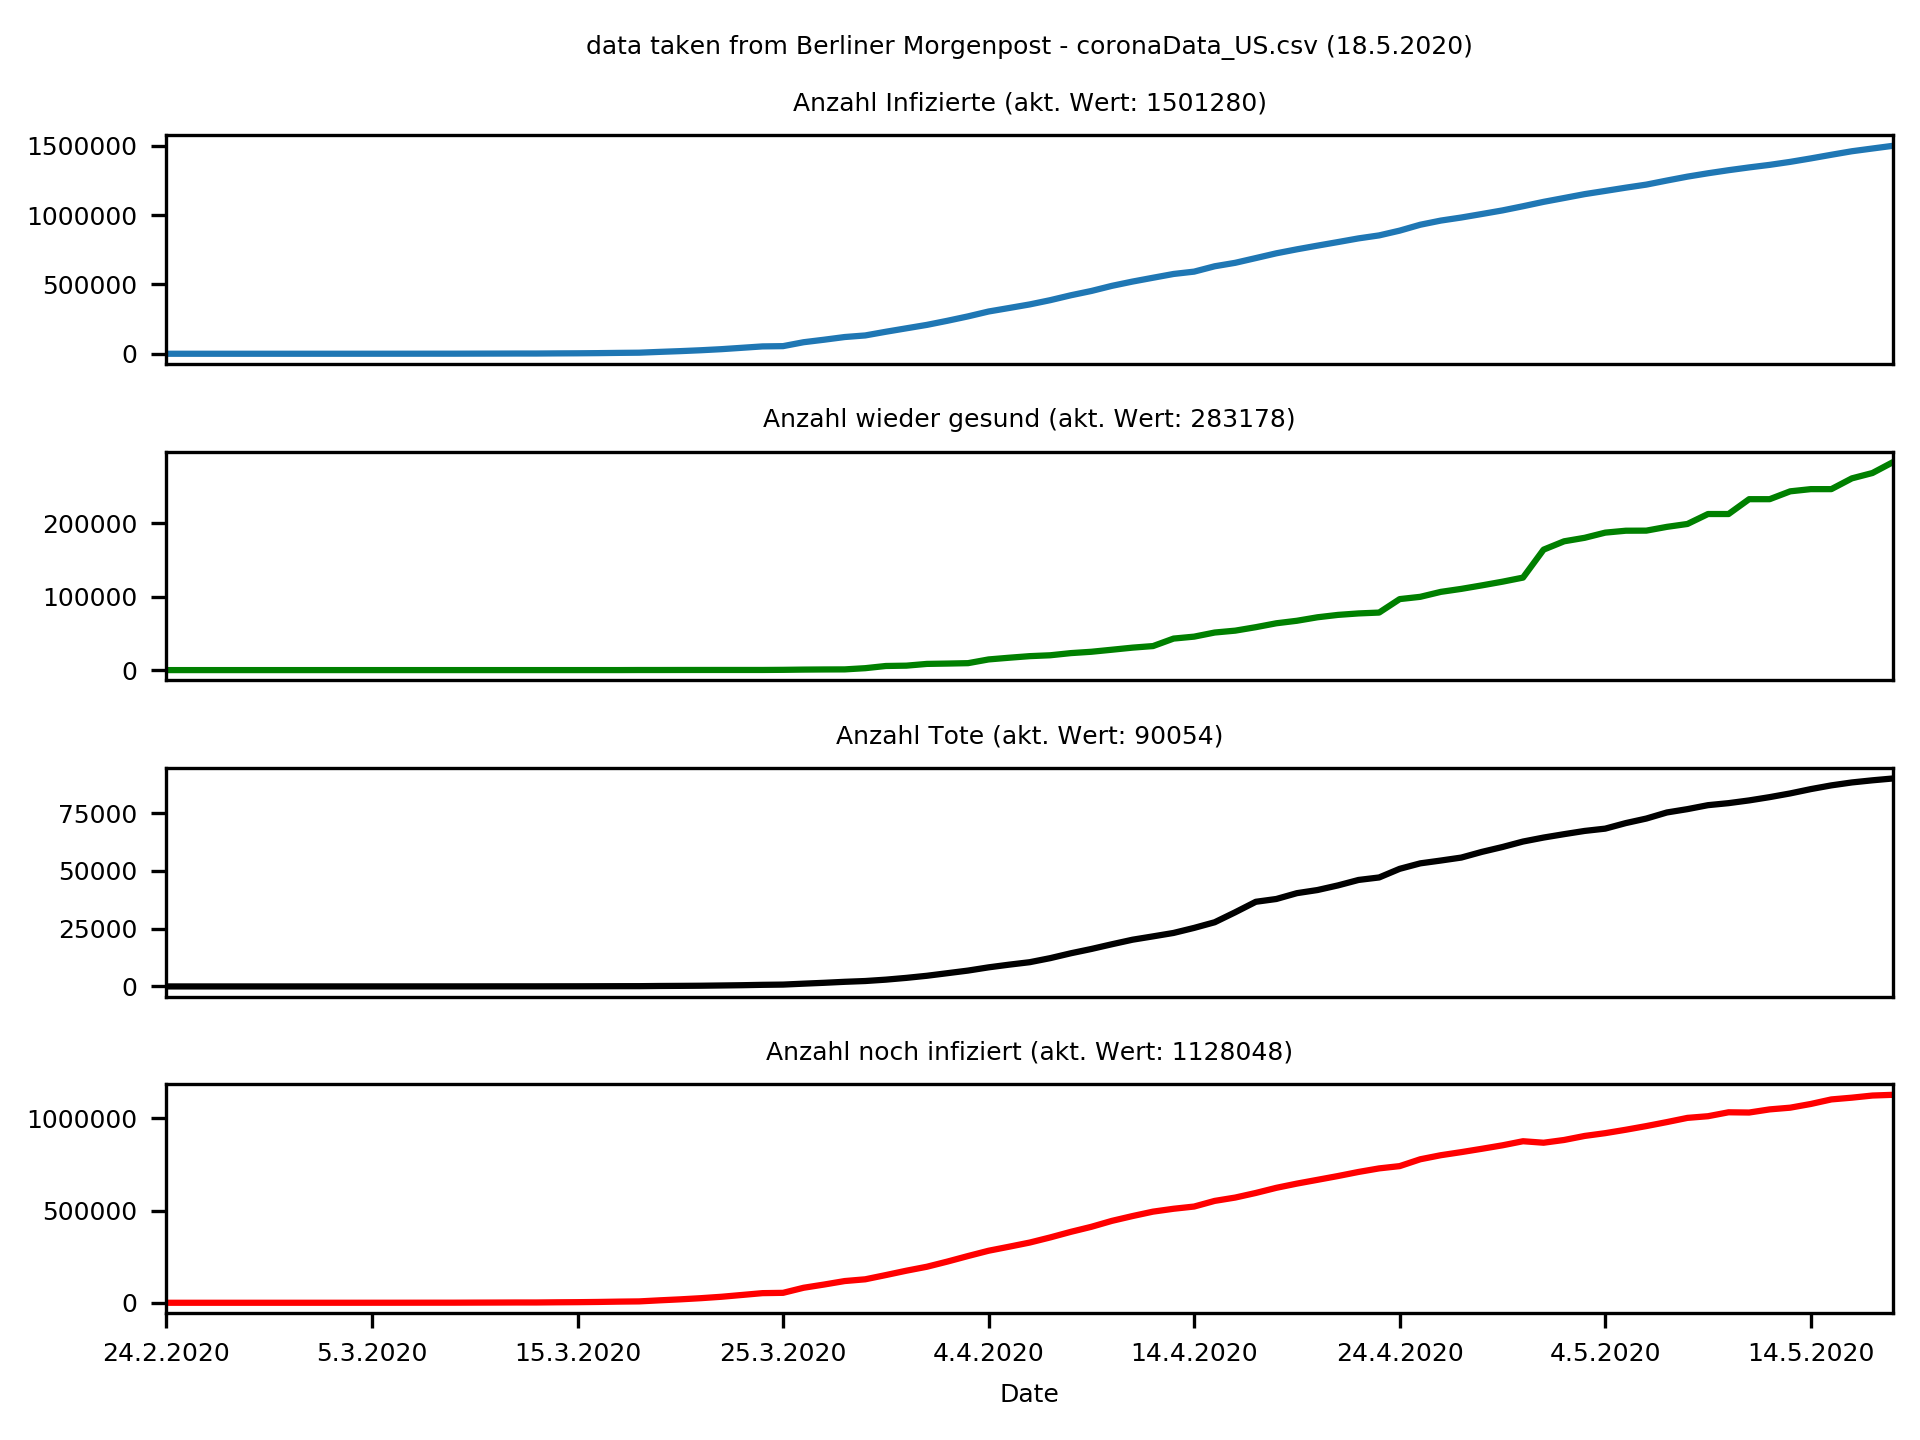 data taken from Berliner Morgenpost - coronaData_US.csv (18.5.2020)
Anzahl Infizierte (akt. Wert: 1501280)
1500000
1000000
500000
0
Anzahl wieder gesund (akt. Wert: 283178)
200000
100000
0
Anzahl Tote (akt. Wert: 90054)
75000
50000
25000
0
Anzahl noch infiziert (akt. Wert: 1128048)
1000000
500000
0
24.2.2020 5.3.2020 15.3.2020 25.3.2020 4.4.2020 14.4.2020 24.4.2020 4.5.2020 14.5.2020
Date